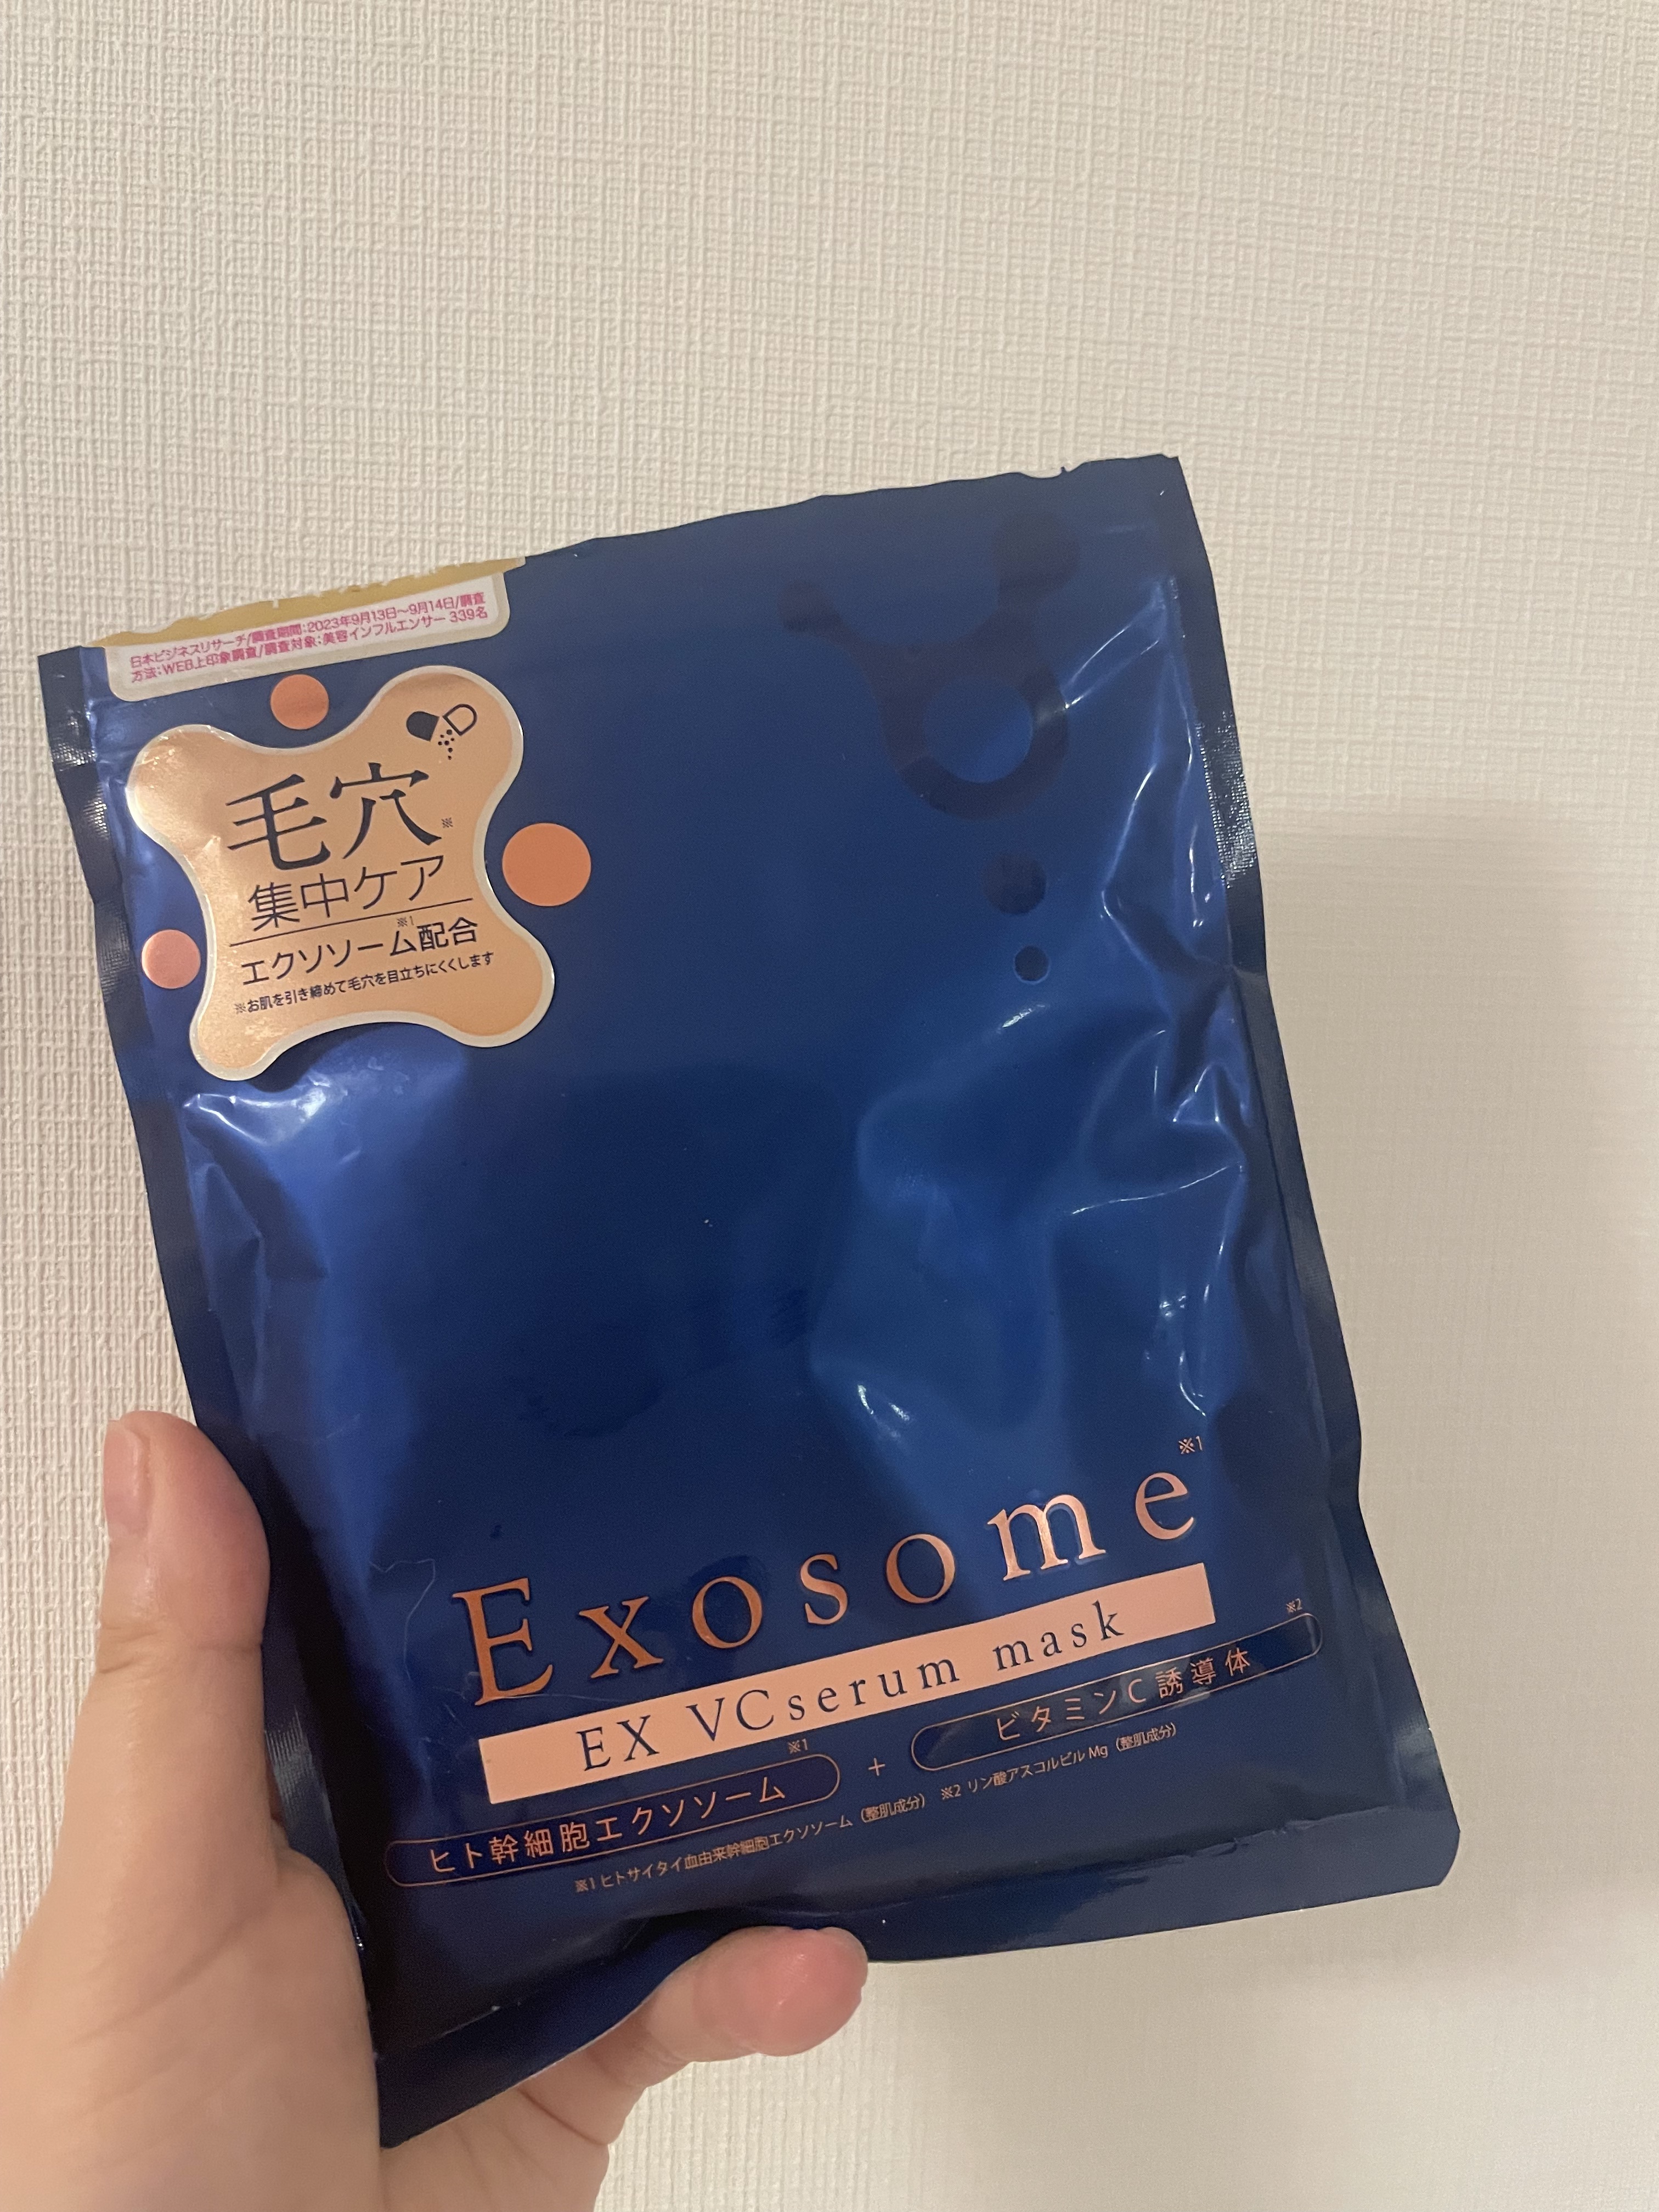 日本ビジネスリサーチ/調査期間:2023年9月13日～9月14日/調査
方法:WEB上印象調査/調査対象:美容インフルエンサー 339名
毛穴※
集中ケア
エクソソーム※1配合
※お肌を引き締めて毛穴を目立ちにくくします
Exosome※1
EX VCserum mask
ヒト幹細胞エクソソーム※1 + ビタミンC誘導体※2
※1 ヒトサイタイ血由来幹細胞エクソソーム（整肌成分） ※2 リン酸アスコルビルMg（整肌成分）